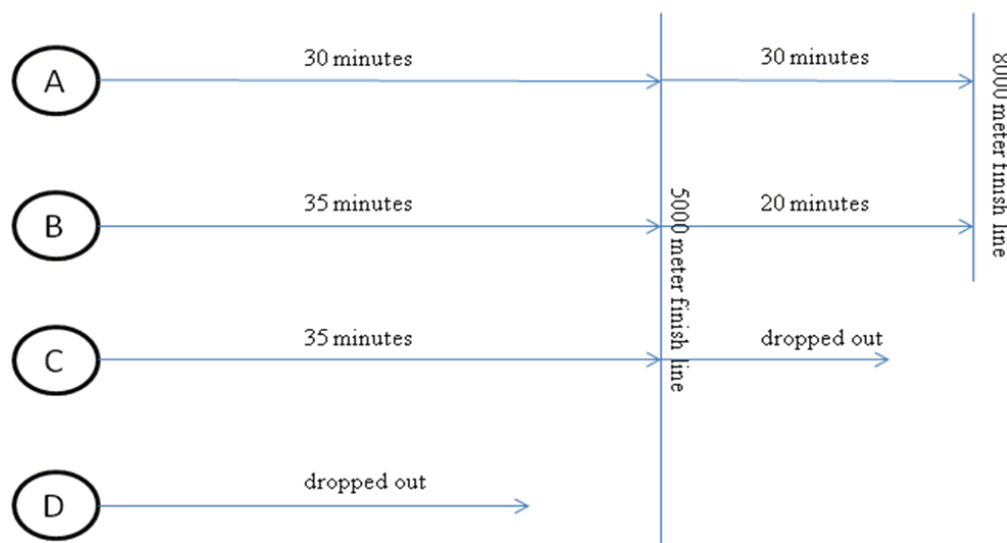 A
30 minutes
30 minutes
8000 meter finish line
B
35 minutes
20 minutes
5000 meter finish line
C
35 minutes
dropped out
D
dropped out